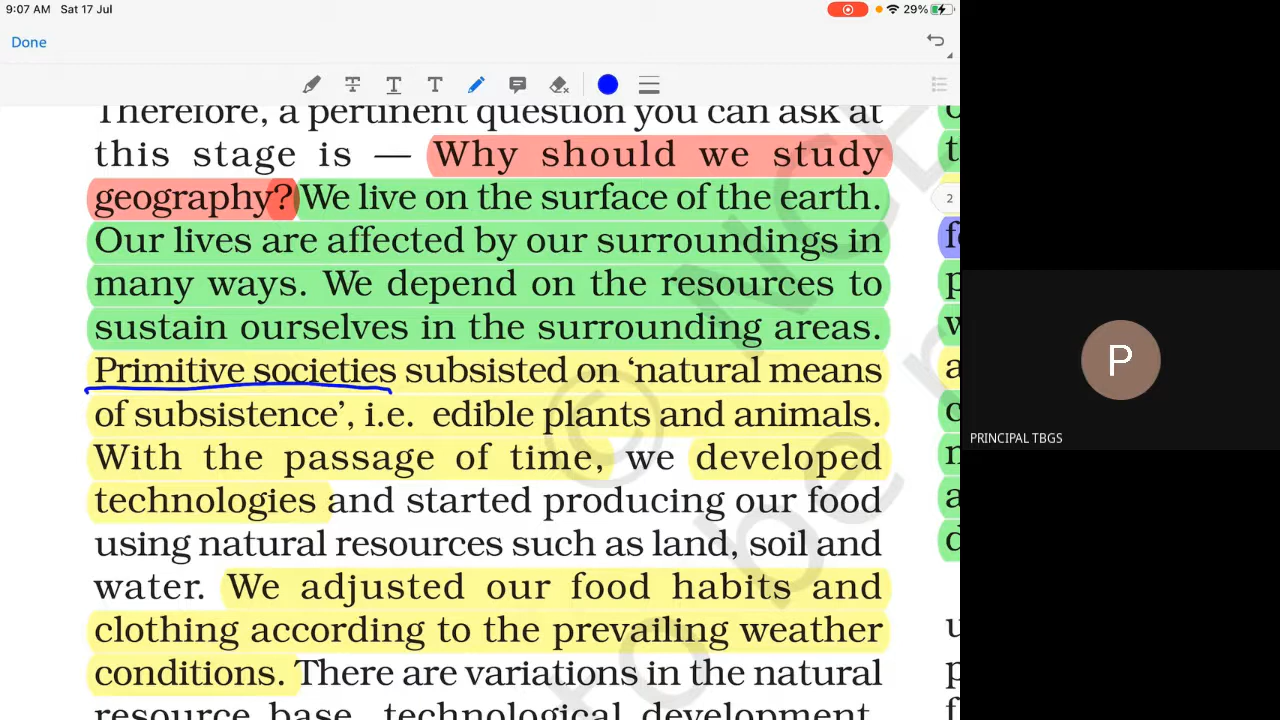 9:07 AM Sat 17 Jul
29%
Done
Therefore, a pertinent question you can ask at
this stage is — Why should we study
geography? We live on the surface of the earth.
Our lives are affected by our surroundings in
many ways. We depend on the resources to
sustain ourselves in the surrounding areas.
Primitive societies subsisted on ‘natural means
of subsistence’, i.e. edible plants and animals.
With the passage of time, we developed
technologies and started producing our food
using natural resources such as land, soil and
water. We adjusted our food habits and
clothing according to the prevailing weather
conditions. There are variations in the natural
resource base, technological development,
2
P
PRINCIPAL TBGS